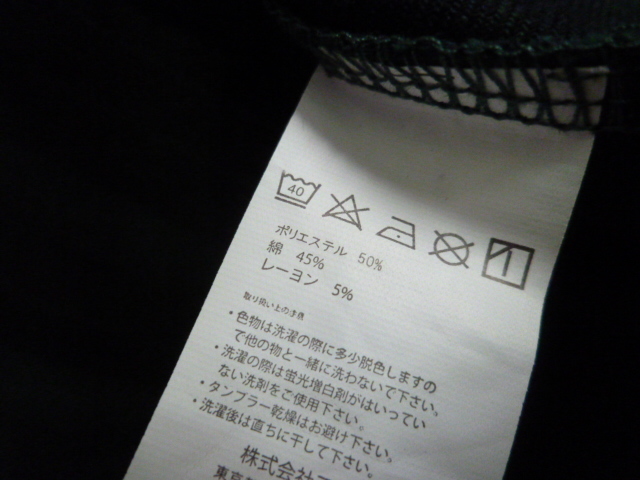 40
ポリエステル 50%
綿 45%
レーヨン 5%
取り扱い上の注意
・色物は洗濯の際に多少脱色しますの
で他の物と一緒に洗わないで下さい。
・洗濯の際は蛍光増白剤がはいってい
ない洗剤をご使用下さい。
・タンブラー乾燥はお避け下さい。
・洗濯後は直ちに干して下さい。
株式会社
東京